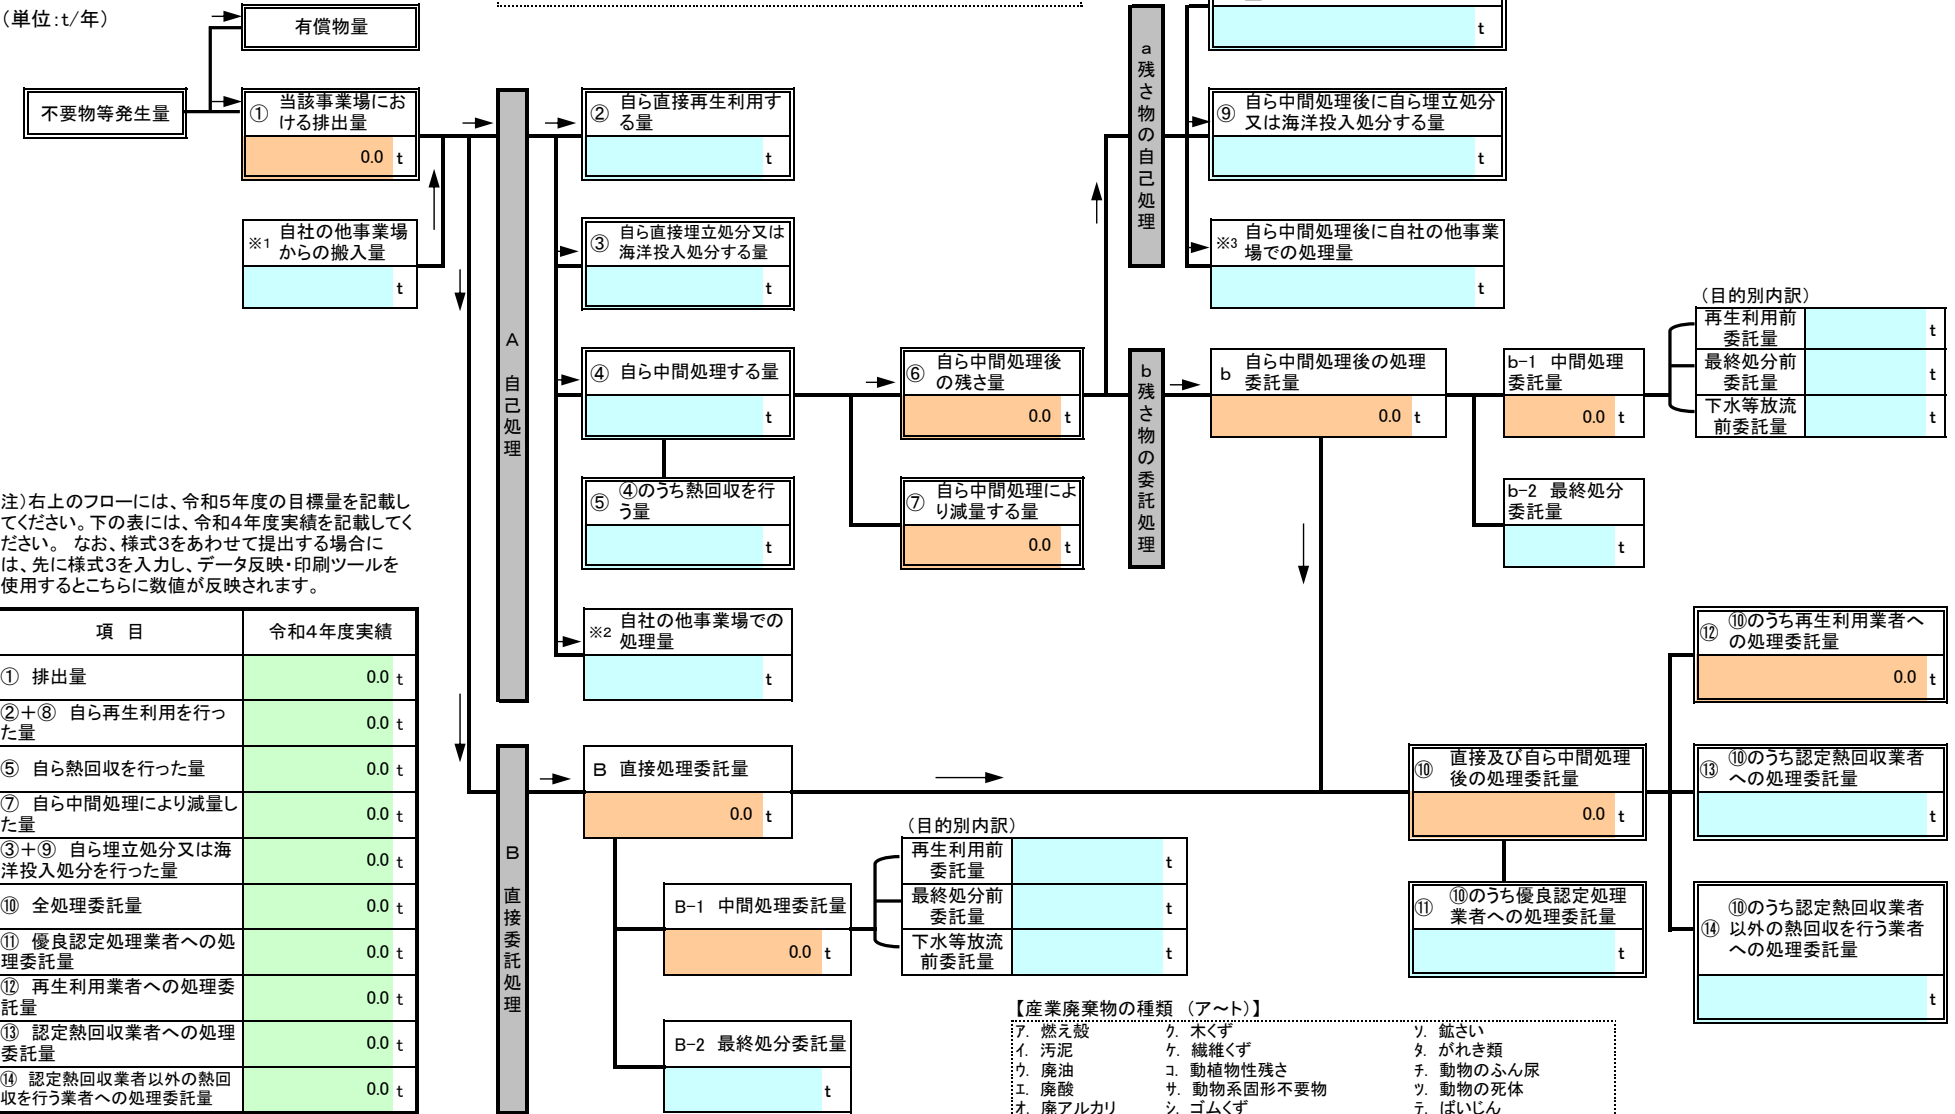 (単位:t/年)
有償物量
不要物等発生量
① 当該事業場にお
ける排出量
0.0 t
※1 自社の他事業場
からの搬入量
t
A 自己処理
② 自ら直接再生利用す
る量
t
③ 自ら直接埋立処分又は
海洋投入処分する量
t
④ 自ら中間処理する量
t
⑤ ④のうち熱回収を行
う量
t
※2 自社の他事業場での
処理量
t
⑥ 自ら中間処理後
の残さ量
0.0 t
⑦ 自ら中間処理によ
り減量する量
0.0 t
a 残さ物の自己処理
t
⑨ 自ら中間処理後に自ら埋立処分
又は海洋投入処分する量
t
※3 自ら中間処理後に自社の他事業
場での処理量
t
b 残さ物の委託処理
b 自ら中間処理後の処理
委託量
0.0 t
b-1 中間処理
委託量
0.0 t
b-2 最終処分
委託量
t
(目的別内訳)
再生利用前
委託量
t
最終処分前
委託量
t
下水等放流
前委託量
t
注)右上のフローには、令和5年度の目標量を記載し
てください。下の表には、令和4年度実績を記載してく
ださい。 なお、様式3をあわせて提出する場合に
は、先に様式3を入力し、データ反映・印刷ツールを
使用するとこちらに数値が反映されます。
項 目 令和4年度実績
① 排出量 0.0 t
②+⑧ 自ら再生利用を行っ
た量 0.0 t
⑤ 自ら熱回収を行った量 0.0 t
⑦ 自ら中間処理により減量し
た量 0.0 t
③+⑨ 自ら埋立処分又は海
洋投入処分を行った量 0.0 t
⑩ 全処理委託量 0.0 t
⑪ 優良認定処理業者への処
理委託量 0.0 t
⑫ 再生利用業者への処理委
託量 0.0 t
⑬ 認定熱回収業者への処理
委託量 0.0 t
⑭ 認定熱回収業者以外の熱回
収を行う業者への処理委託量 0.0 t
B 直接委託処理
B 直接処理委託量
0.0 t
B-1 中間処理委託量
0.0 t
B-2 最終処分委託量
t
(目的別内訳)
再生利用前
委託量
t
最終処分前
委託量
t
下水等放流
前委託量
t
⑩ 直接及び自ら中間処理
後の処理委託量
0.0 t
⑪ ⑩のうち優良認定処理
業者への処理委託量
t
⑫ ⑩のうち再生利用業者へ
の処理委託量
0.0 t
⑬ ⑩のうち認定熱回収業者
への処理委託量
t
⑭ ⑩のうち認定熱回収業者
以外の熱回収を行う業者
への処理委託量
t
【産業廃棄物の種類 (ア~ト)】
ア. 燃え殻 ク. 木くず ソ. 鉱さい
イ. 汚泥 ケ. 繊維くず タ. がれき類
ウ. 廃油 コ. 動植物性残さ チ. 動物のふん尿
エ. 廃酸 サ. 動物系固形不要物 ツ. 動物の死体
オ. 廃アルカリ シ. ゴムくず テ. ばいじん